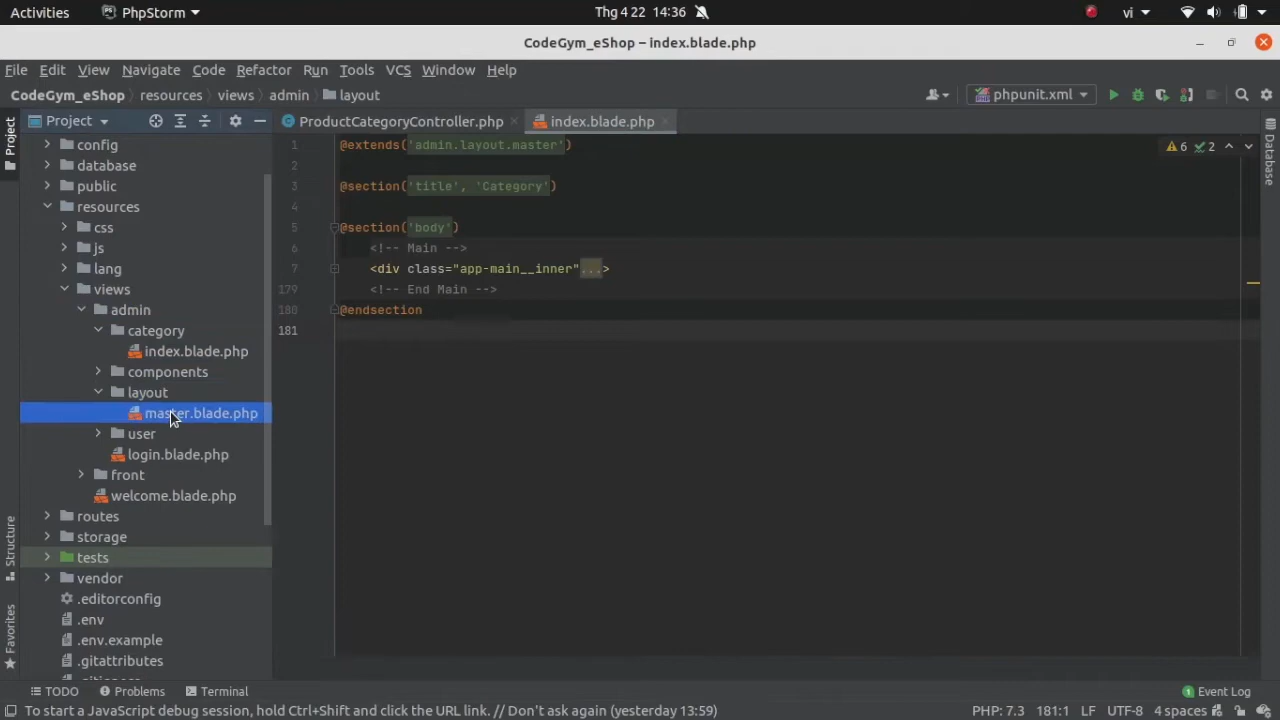 Activities PhpStorm Thg 4 22 14:36 vi
CodeGym_eShop – index.blade.php
File Edit View Navigate Code Refactor Run Tools VCS Window Help
CodeGym_eShop resources views admin layout phpunit.xml
Project
Project
ProductCategoryController.php
index.blade.php
config
database
public
resources
css
js
lang
views
admin
category
index.blade.php
components
layout
master.blade.php
user
login.blade.php
front
welcome.blade.php
routes
storage
tests
vendor
.editorconfig
.env
.env.example
.gitattributes
1 @extends('admin.layout.master')
2
3 @section('title', 'Category')
4
5 @section('body')
6 <!-- Main -->
7 <div class="app-main__inner"...>
179 <!-- End Main -->
180 @endsection
181
6 2
Database
Structure
Favorites
TODO Problems Terminal 1 Event Log
To start a JavaScript debug session, hold Ctrl+Shift and click the URL link. // Don't ask again (yesterday 13:59) PHP: 7.3 181:1 LF UTF-8 4 spaces